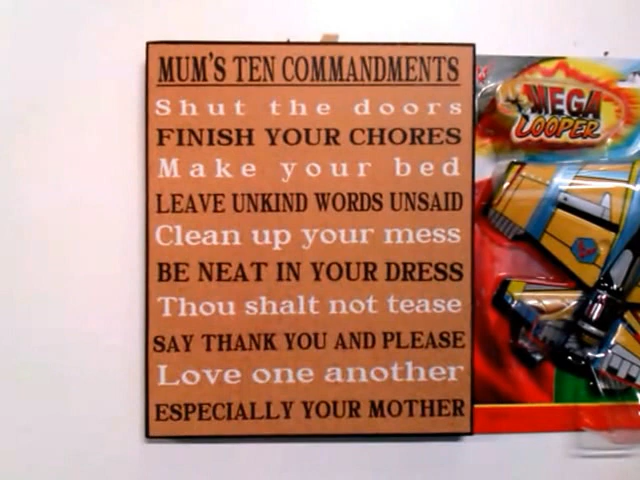 MUM'S TEN COMMANDMENTS
Shut the doors
FINISH YOUR CHORES
Make your bed
LEAVE UNKIND WORDS UNSAID
Clean up your mess
BE NEAT IN YOUR DRESS
Thou shalt not tease
SAY THANK YOU AND PLEASE
Love one another
ESPECIALLY YOUR MOTHER
MEGA
LOOPER